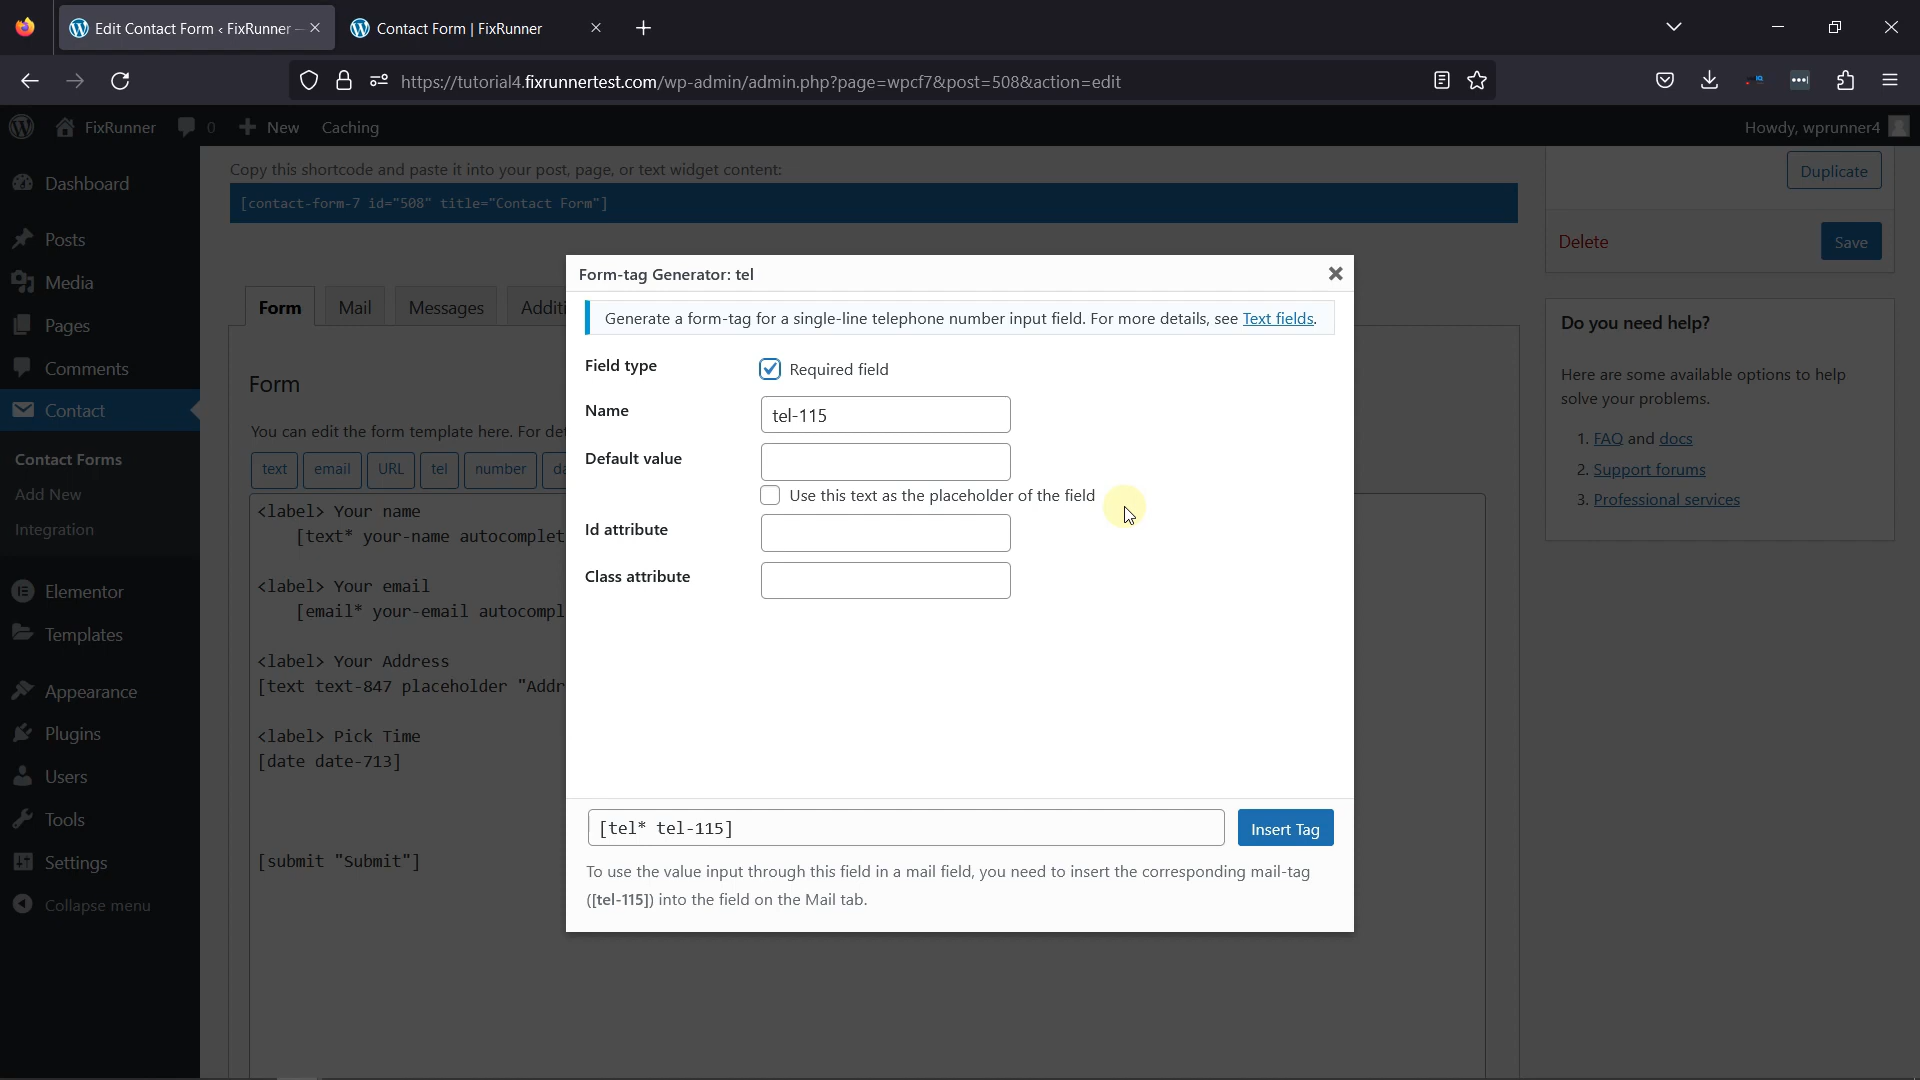 Edit Contact Form ‹ FixRunner —
Contact Form | FixRunner
https://tutorial4.fixrunnertest.com/wp-admin/admin.php?page=wpcf7&post=508&action=edit
FixRunner
0
New
Caching
Howdy, wprunner4
Dashboard
Posts
Media
Pages
Comments
Contact
Contact Forms
Add New
Integration
Elementor
Templates
Appearance
Plugins
Users
Tools
Settings
Collapse menu
Copy this shortcode and paste it into your post, page, or text widget content:
[contact-form-7 id="508" title="Contact Form"]
Form
Mail
Messages
Additi
Form
You can edit the form template here. For det
text
email
URL
tel
number
da
<label> Your name
[text* your-name autocomplet
<label> Your email
[email* your-email autocompl
<label> Your Address
[text text-847 placeholder "Addr
<label> Pick Time
[date date-713]
[submit "Submit"]
Form-tag Generator: tel
Generate a form-tag for a single-line telephone number input field. For more details, see Text fields.
Field type
Required field
Name
tel-115
Default value
Use this text as the placeholder of the field
Id attribute
Class attribute
[tel* tel-115]
Insert Tag
To use the value input through this field in a mail field, you need to insert the corresponding mail-tag
([tel-115]) into the field on the Mail tab.
Duplicate
Delete
Save
Do you need help?
Here are some available options to help
solve your problems.
1. FAQ and docs
2. Support forums
3. Professional services